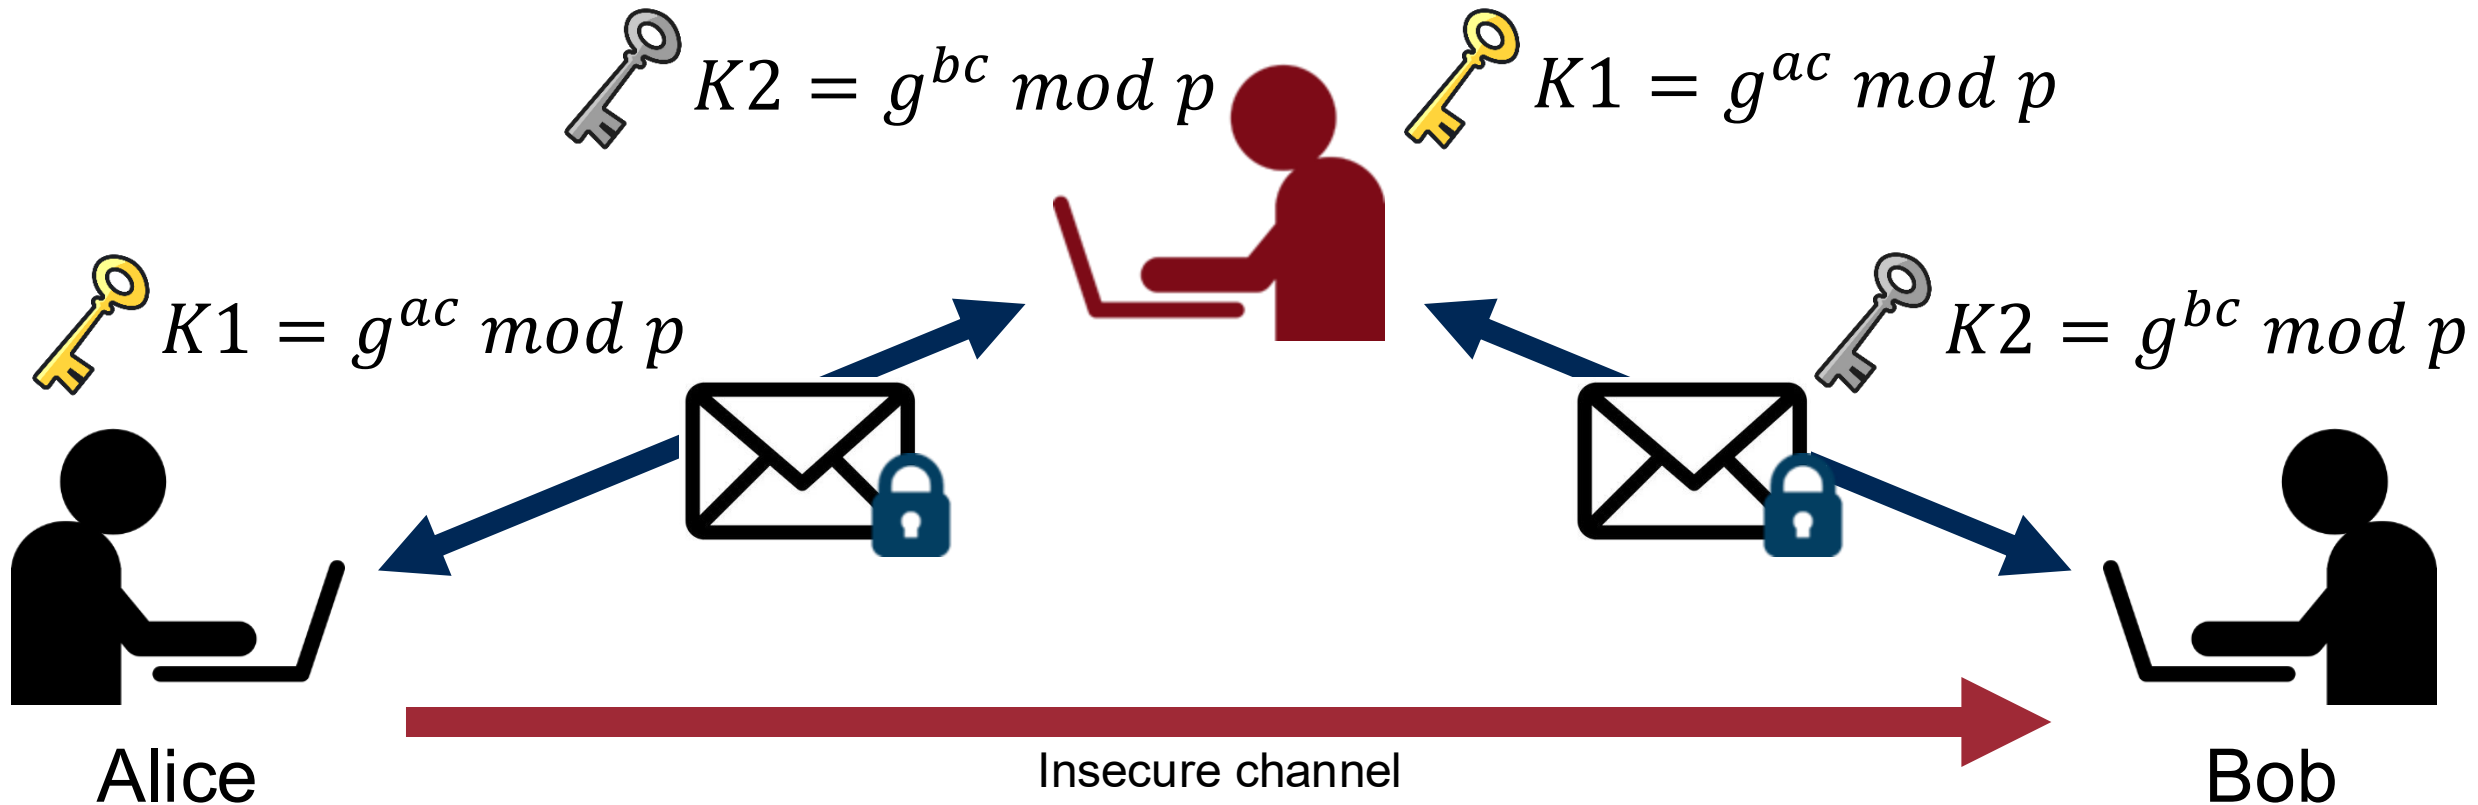 K2 = g^{bc} mod p
K1 = g^{ac} mod p
K1 = g^{ac} mod p
K2 = g^{bc} mod p
Insecure channel
Alice
Bob